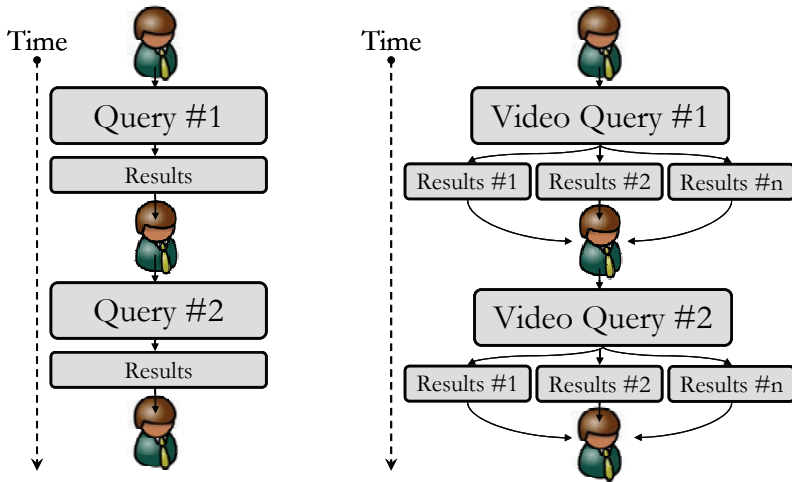 Time
Query #1
Results
Query #2
Results
Time
Video Query #1
Results #1 Results #2 Results #n
Video Query #2
Results #1 Results #2 Results #n